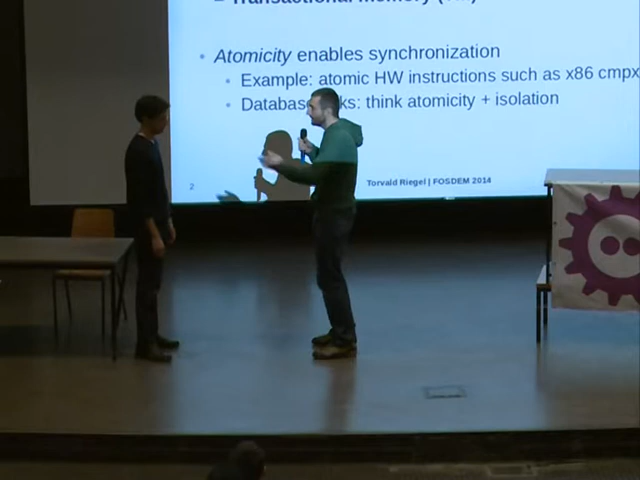 – Transactional Memory (TM)
• Atomicity enables synchronization
• Example: atomic HW instructions such as x86 cmpx
• Database ks: think atomicity + isolation
2
Torvald Riegel | FOSDEM 2014